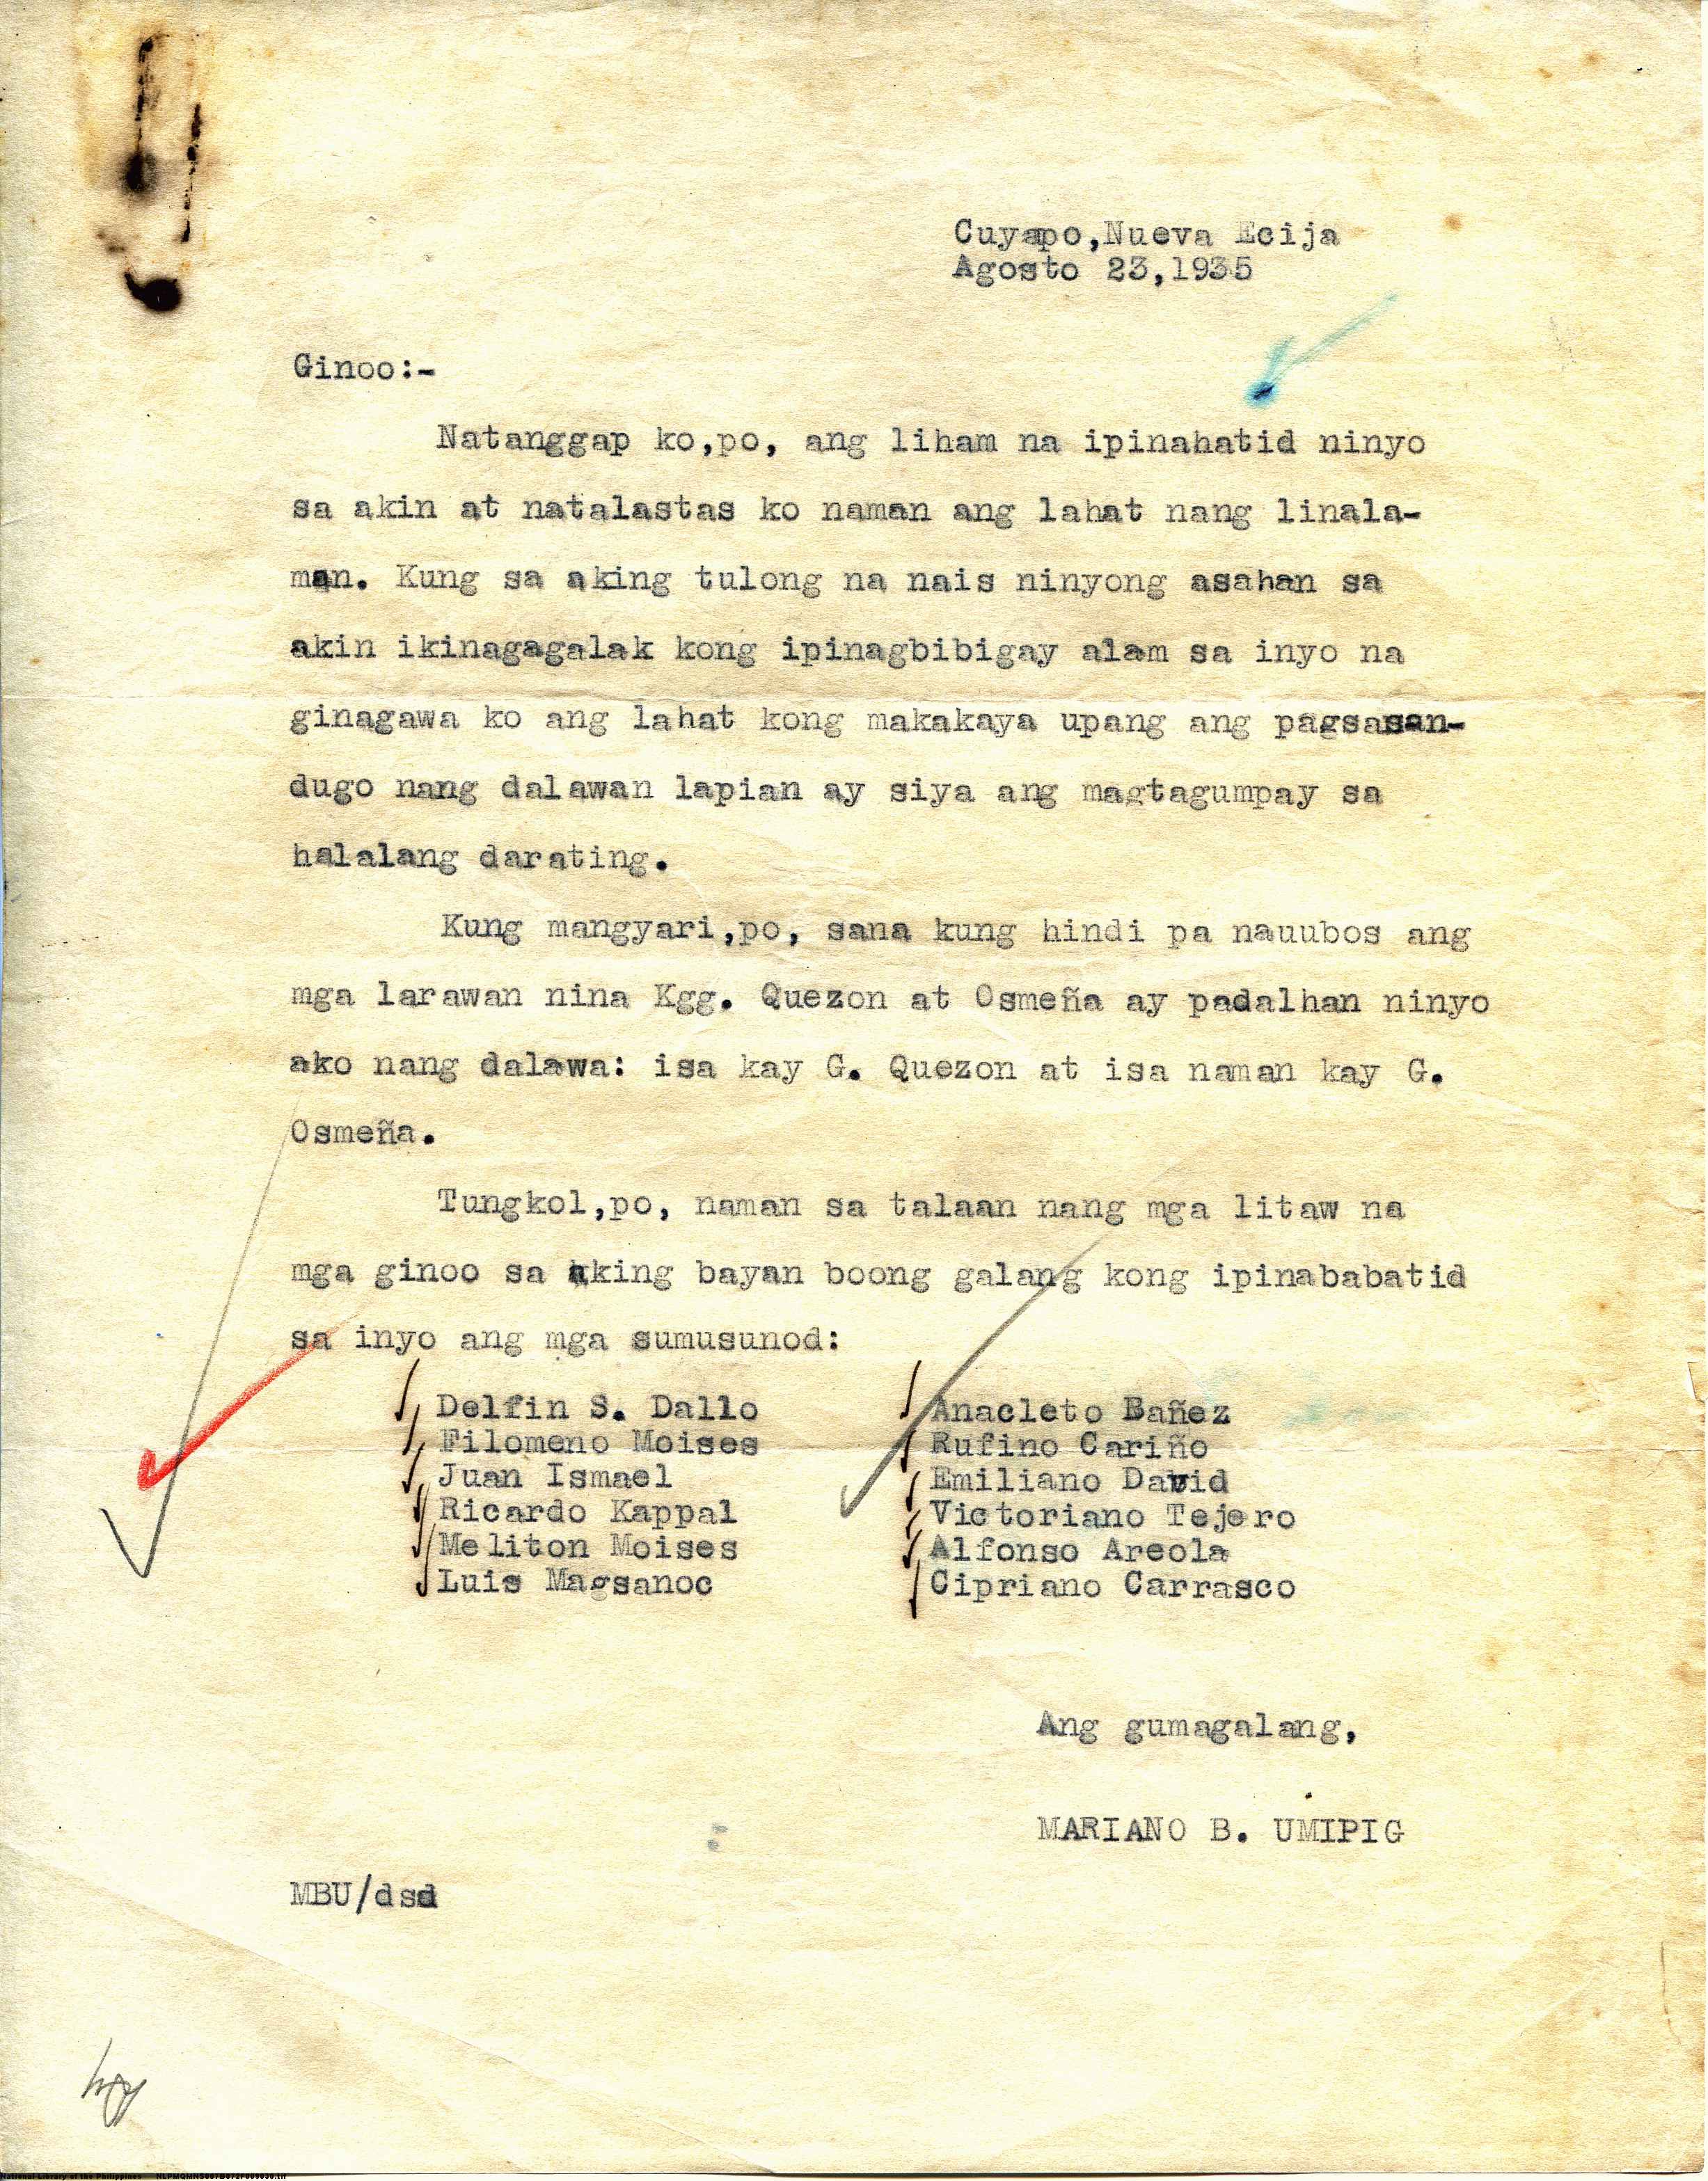 Cuyapo,Nueva Ecija
Agosto 23,1935
Ginoo:-
Natanggap ko,po, ang liham na ipinahatid ninyo
sa akin at natalastas ko naman ang lahat nang linala-
man. Kung sa aking tulong na nais ninyong asahan sa
akin ikinagagalak kong ipinagbibigay alam sa inyo na
ginagawa ko ang lahat kong makakaya upang ang pagsasan-
dugo nang dalawan lapian ay siya ang magtagumpay sa
halalang darating.
Kung mangyari,po, sana kung hindi pa nauubos ang
mga larawan nina Kgg. Quezon at Osmeña ay padalhan ninyo
ako nang dalawa: isa kay G. Quezon at isa naman kay G.
Osmeña.
Tungkol,po, naman sa talaan nang mga litaw na
mga ginoo sa aking bayan boong galang kong ipinababatid
sa inyo ang mga sumusunod:
Delfin S. Dallo
Filomeno Moises
Juan Ismael
Ricardo Kappal
Meliton Moises
Luis Magsanoc
Anacleto Bañez
Rufino Cariño
Emiliano David
Victoriano Tejero
Alfonso Areola
Cipriano Carrasco
Ang gumagalang,
MARIANO B. UMIPIG
MBU/dsd
National Library of the Philippines